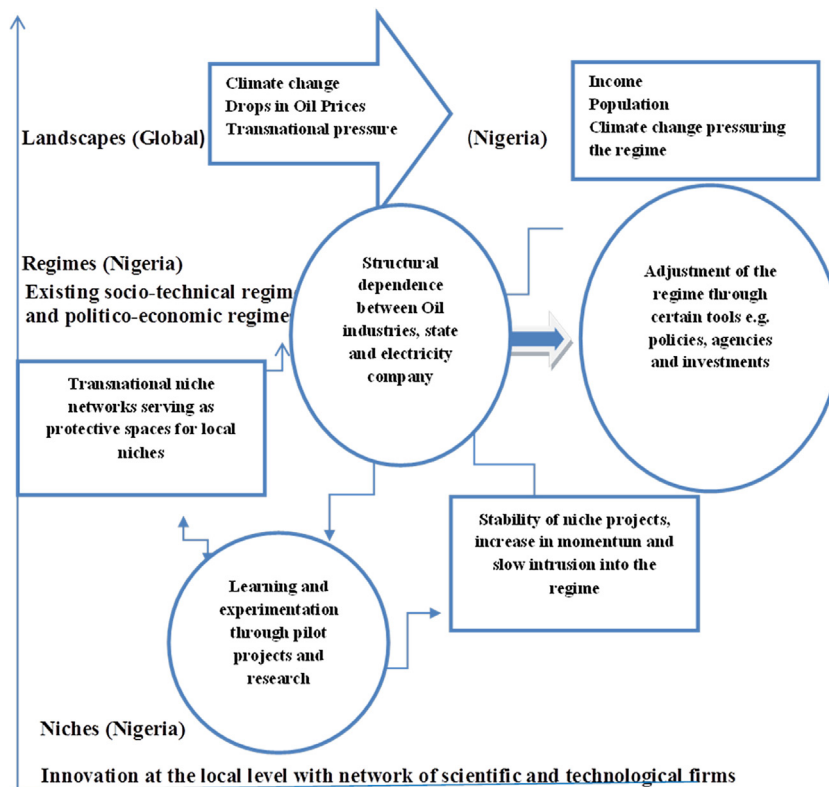 Climate change
Drops in Oil Prices
Transnational pressure
Income
Population
Climate change pressuring
the regime
Landscapes (Global)
(Nigeria)
Regimes (Nigeria)
Existing socio-technical regim
and politico-economic regime
Structural
dependence
between Oil
industries, state
and electricity
company
Adjustment of the
regime through
certain tools e.g.
policies, agencies
and investments
Transnational niche
networks serving as
protective spaces for local
niches
Stability of niche projects,
increase in momentum and
slow intrusion into the
regime
Learning and
experimentation
through pilot
projects and
research
Niches (Nigeria)
Innovation at the local level with network of scientific and technological firms